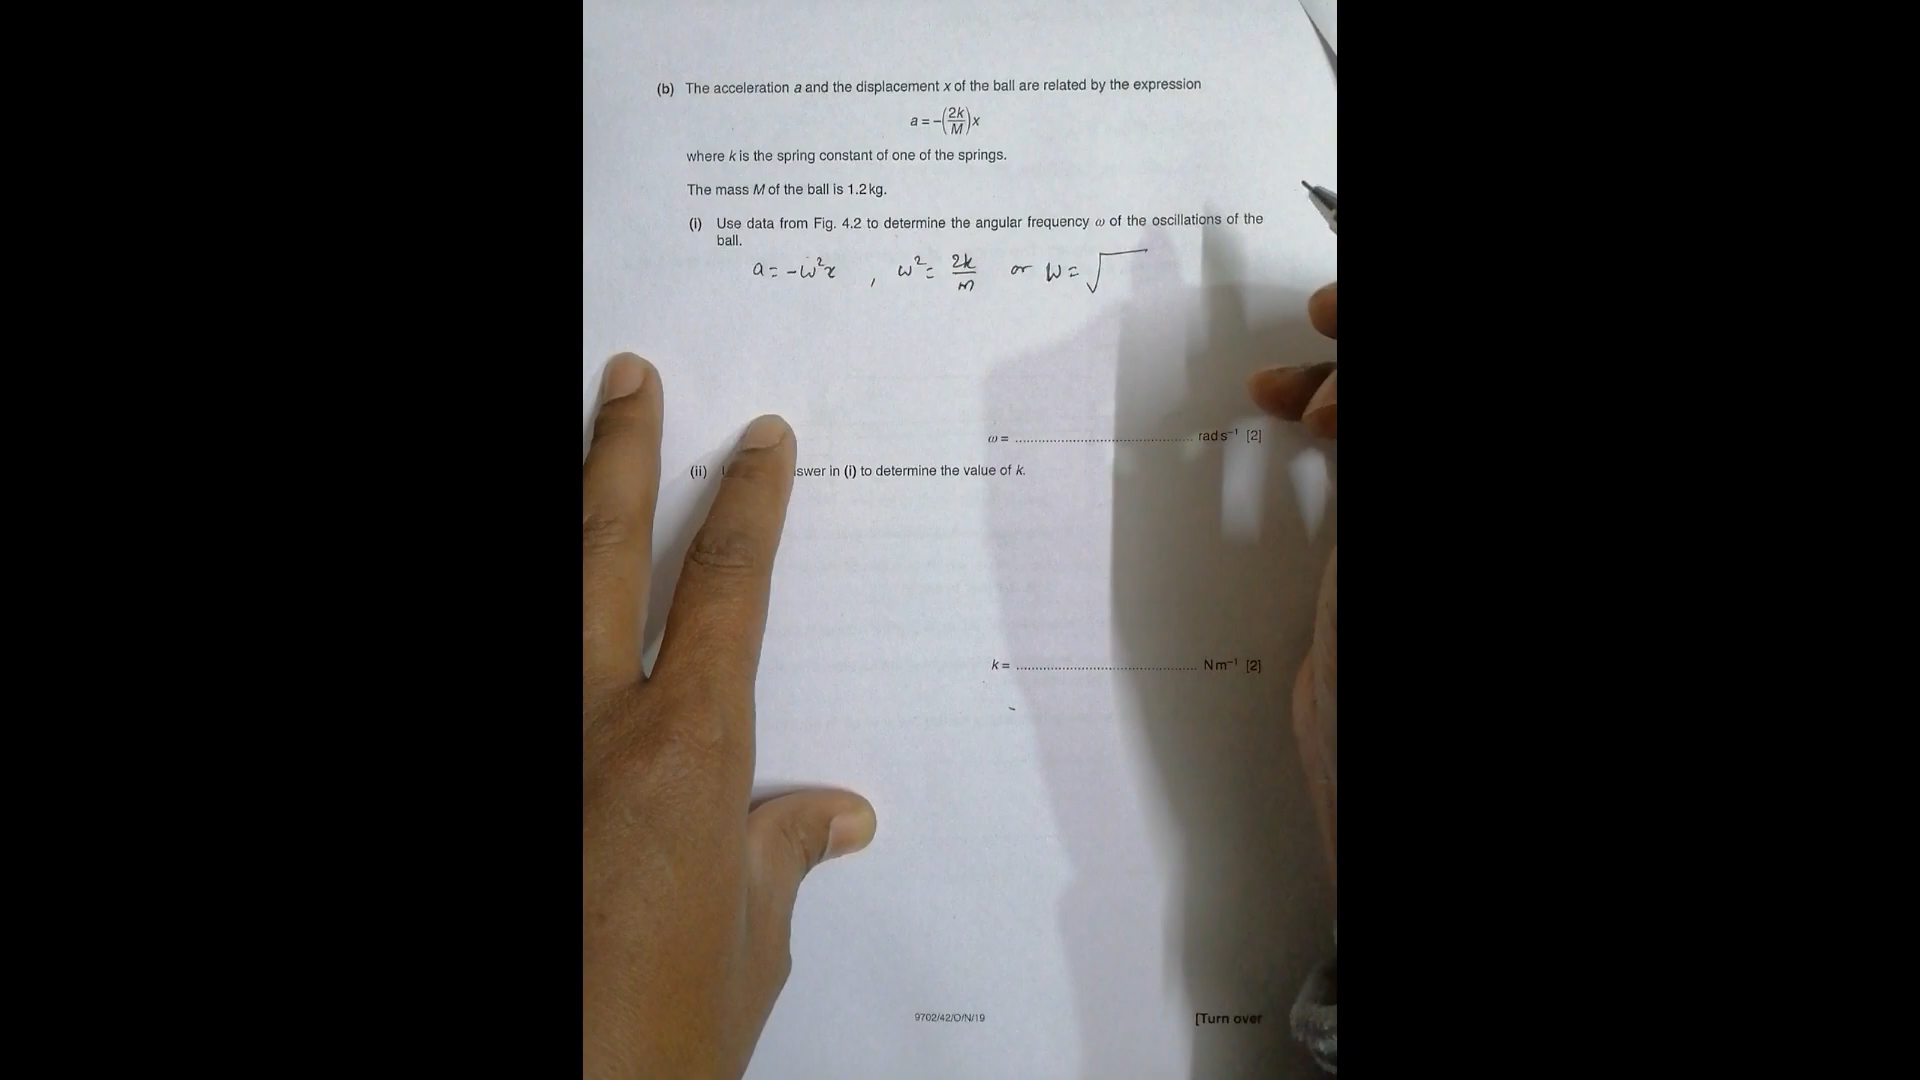 (b) The acceleration a and the displacement x of the ball are related by the expression
a = -(2k/M)x
where k is the spring constant of one of the springs.
The mass M of the ball is 1.2 kg.
(i) Use data from Fig. 4.2 to determine the angular frequency ω of the oscillations of the
ball.
a = -ω²x , ω² = 2k/m or ω = √
ω = ........................................ rad s⁻¹ [2]
(ii) swer in (i) to determine the value of k.
k = ........................................ N m⁻¹ [2]
9702/42/O/N/19
[Turn over